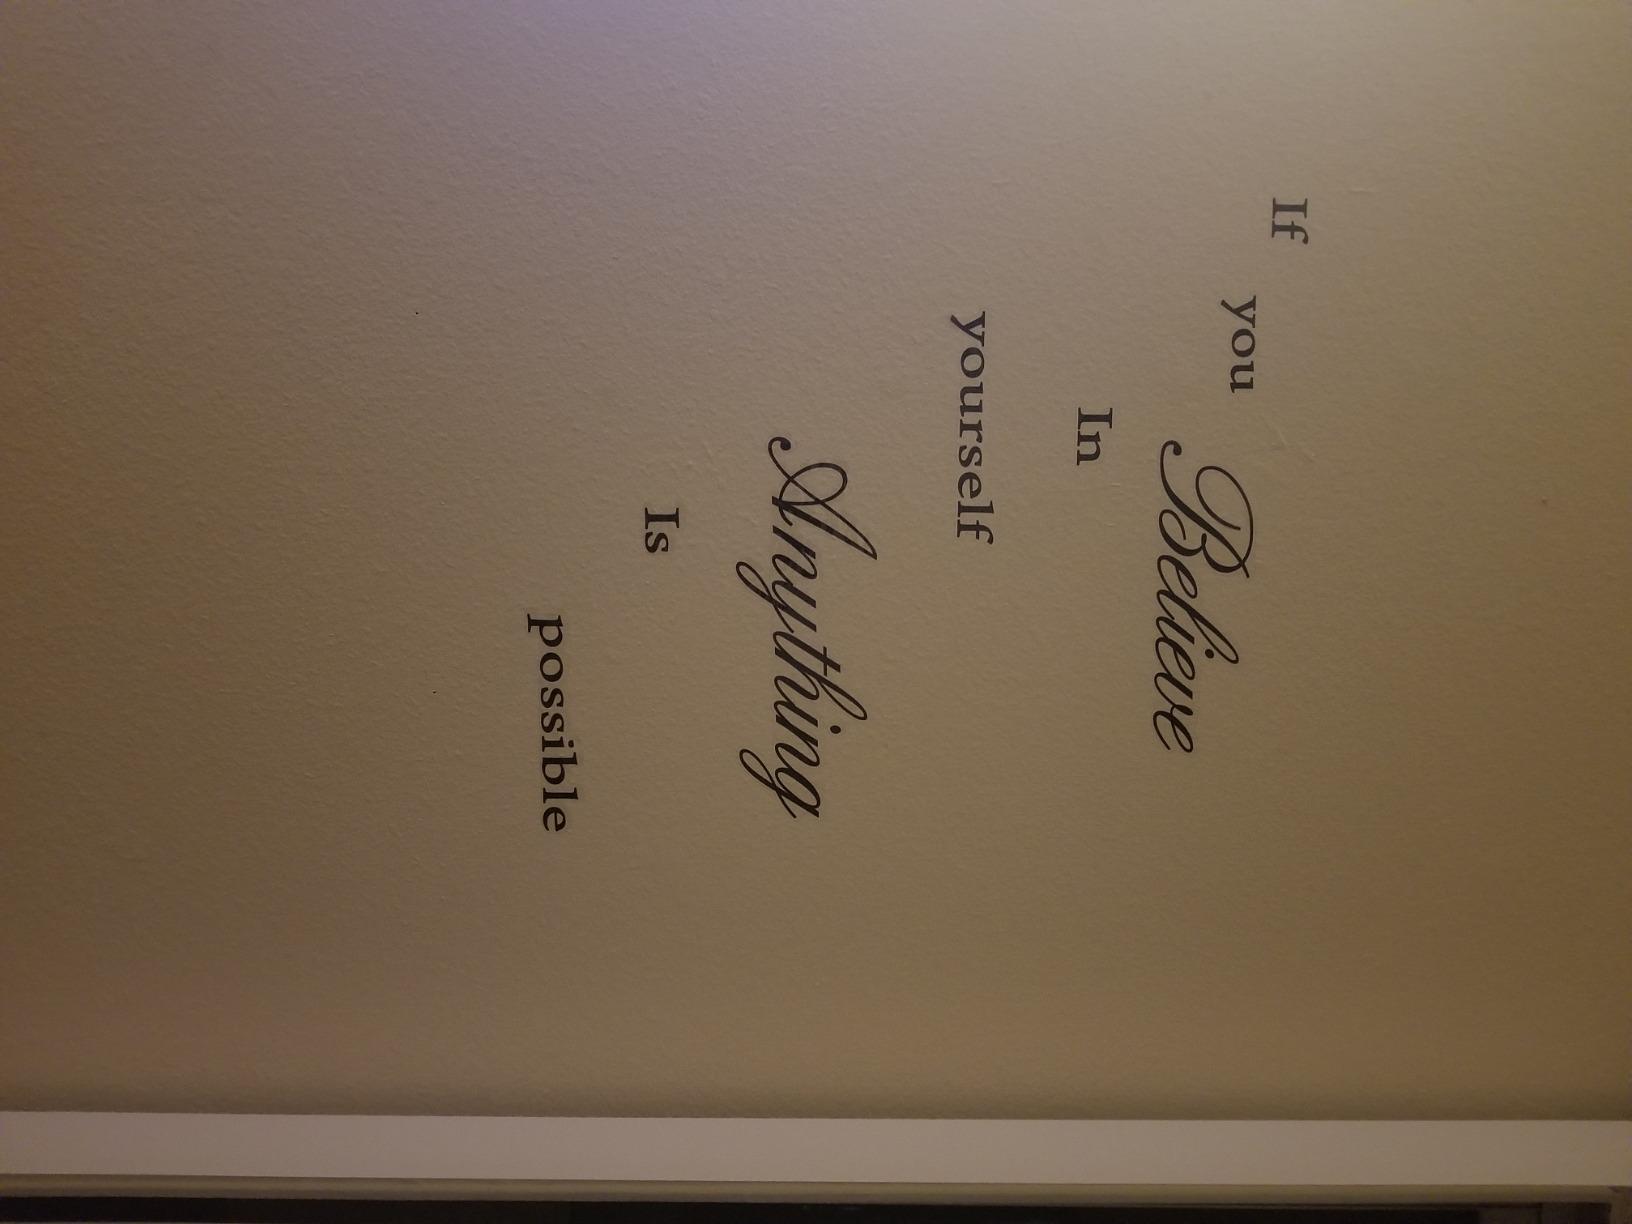 If you Believe
In
yourself
Anything
Is
possible